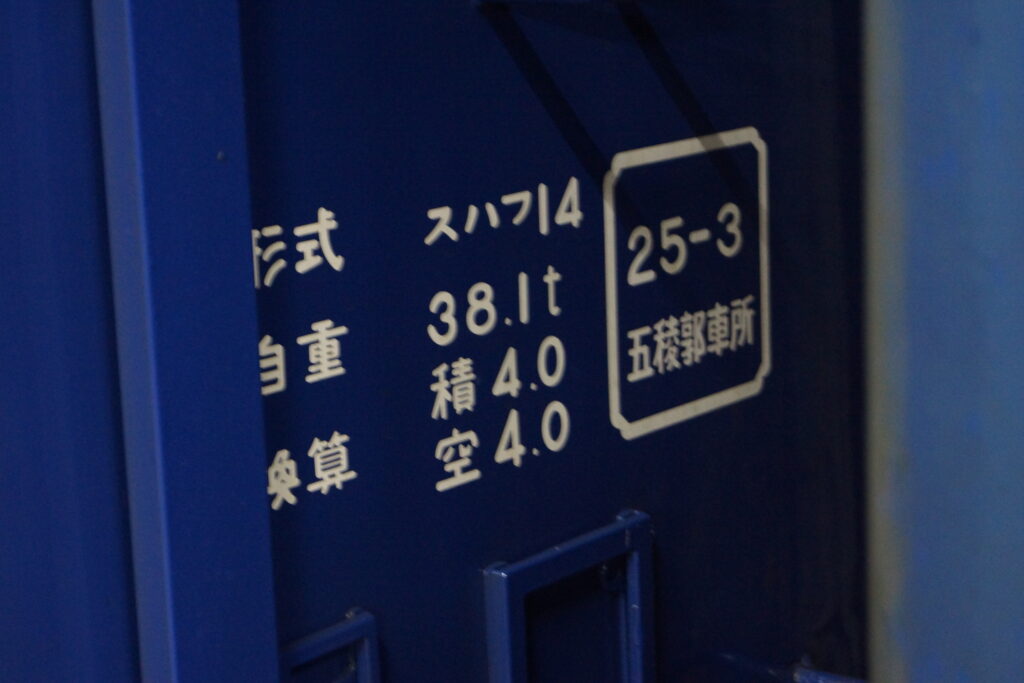 形式 スハフ14
自重 38.1t
積 4.0
換算 空 4.0
25-3
五稜郭車所